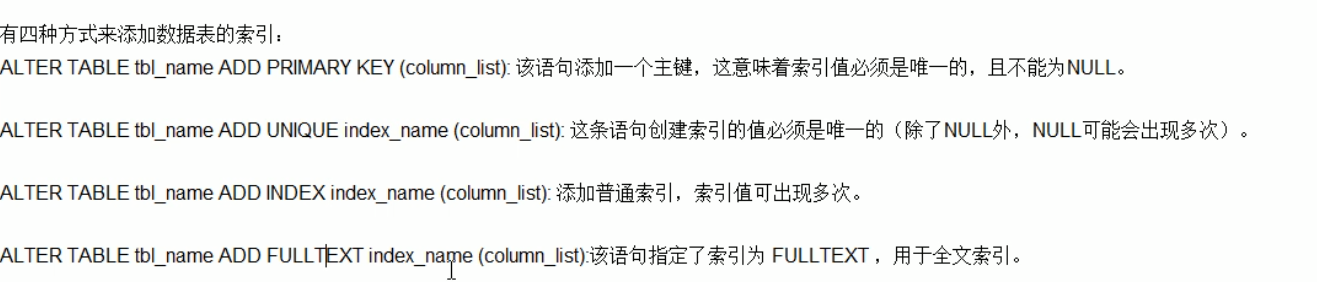 有四种方式来添加数据表的索引：
ALTER TABLE tbl_name ADD PRIMARY KEY (column_list): 该语句添加一个主键，这意味着索引值必须是唯一的，且不能为NULL。
ALTER TABLE tbl_name ADD UNIQUE index_name (column_list): 这条语句创建索引的值必须是唯一的（除了NULL外，NULL可能会出现多次）。
ALTER TABLE tbl_name ADD INDEX index_name (column_list): 添加普通索引，索引值可出现多次。
ALTER TABLE tbl_name ADD FULLTEXT index_name (column_list):该语句指定了索引为 FULLTEXT ，用于全文索引。